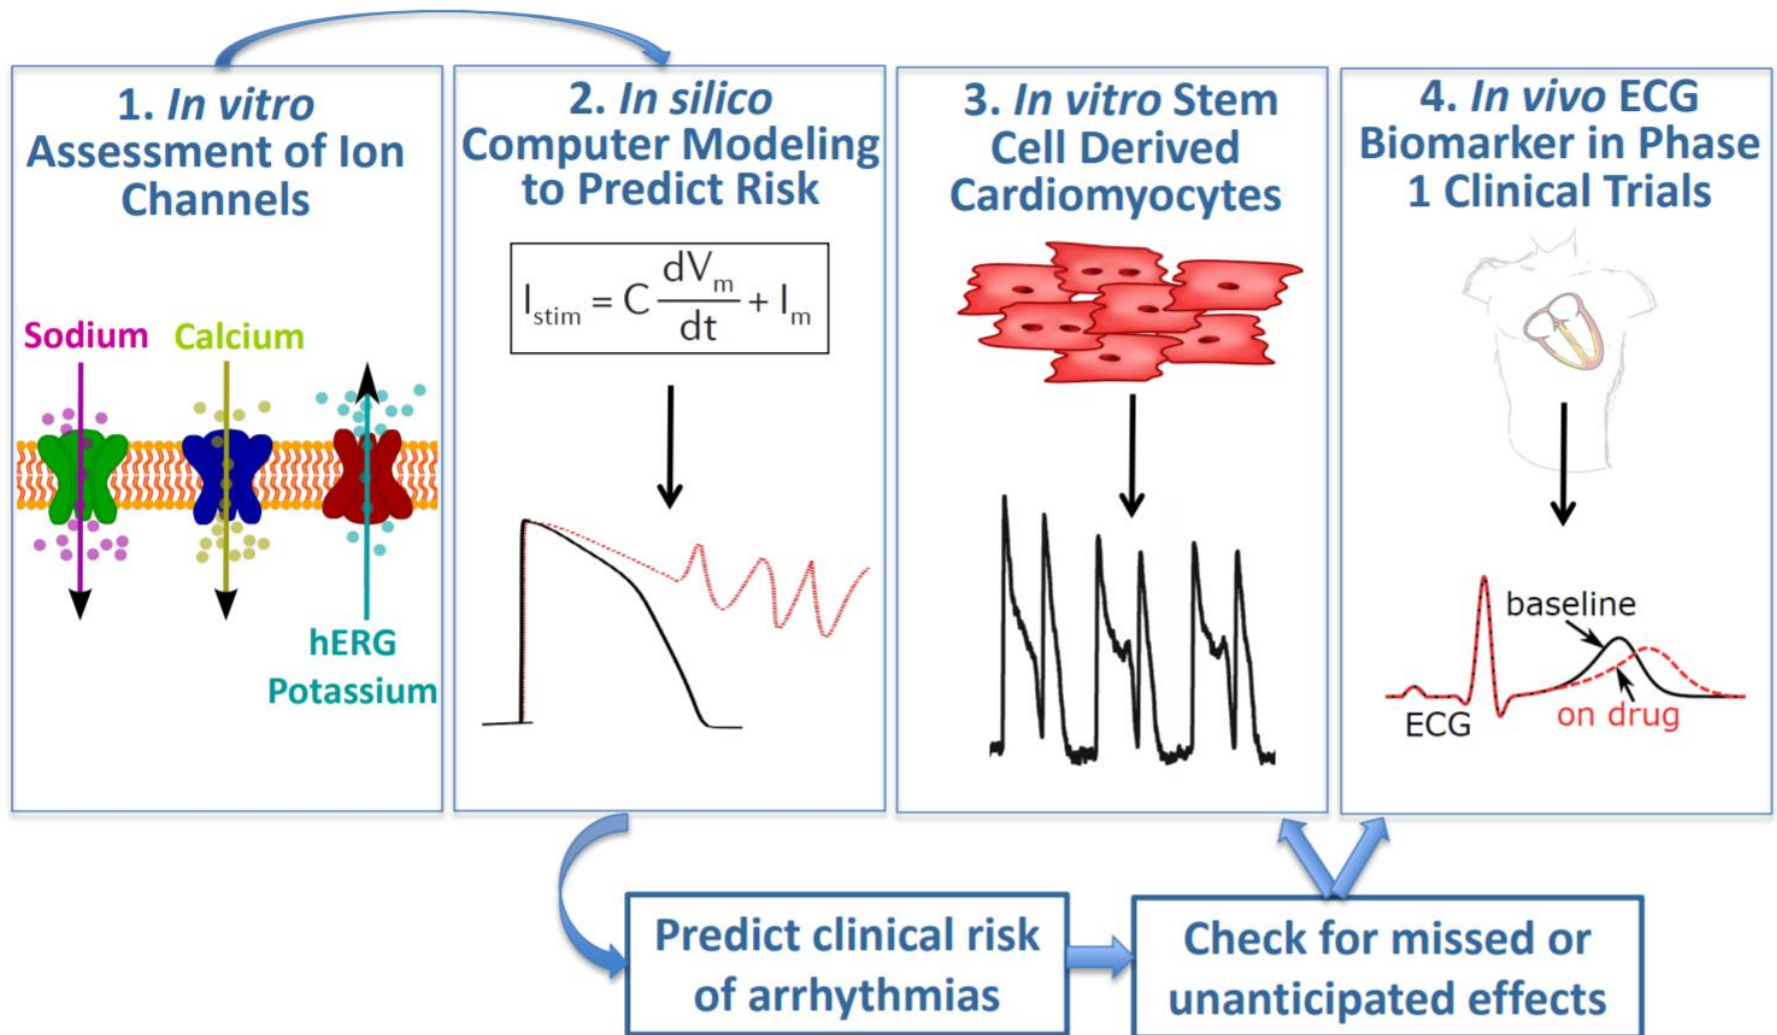 1. In vitro
Assessment of Ion
Channels
Sodium
Calcium
hERG
Potassium
2. In silico
Computer Modeling
to Predict Risk
I_stim = C dV_m/dt + I_m
3. In vitro Stem
Cell Derived
Cardiomyocytes
4. In vivo ECG
Biomarker in Phase
1 Clinical Trials
baseline
on drug
ECG
Predict clinical risk
of arrhythmias
Check for missed or
unanticipated effects